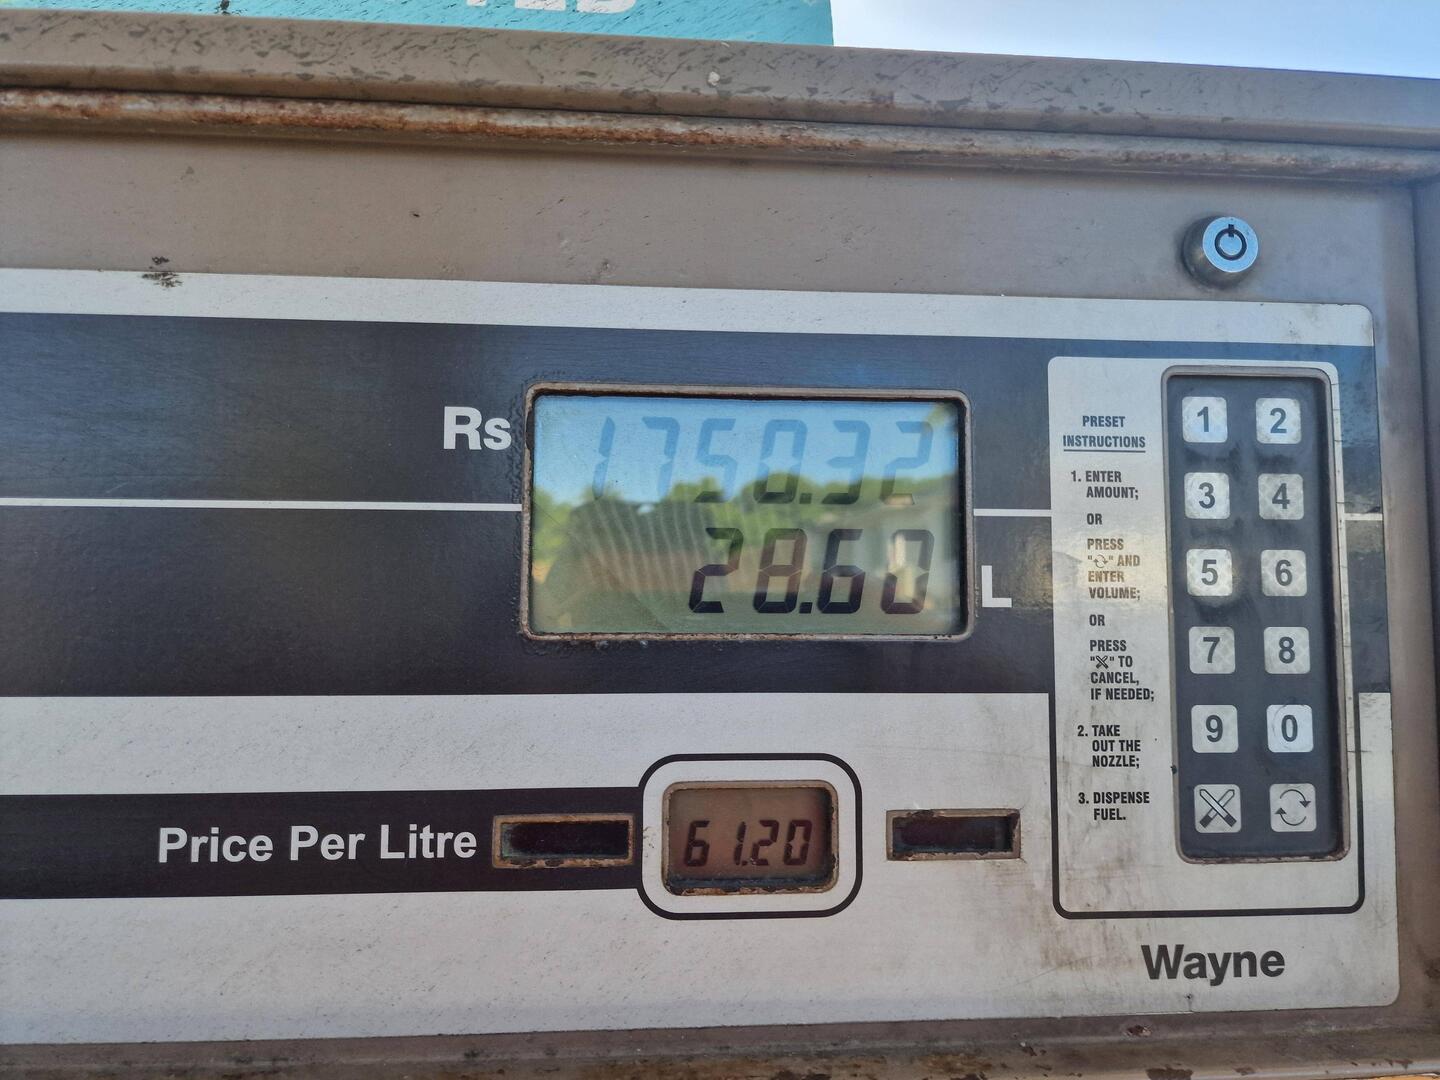 Rs 1750.32
28.60 L
Price Per Litre 61.20
PRESET
INSTRUCTIONS
1. ENTER
AMOUNT;
OR
PRESS
"⟳" AND
ENTER
VOLUME;
OR
PRESS
"X" TO
CANCEL,
IF NEEDED;
2. TAKE
OUT THE
NOZZLE;
3. DISPENSE
FUEL.
1 2
3 4
5 6
7 8
9 0
Wayne